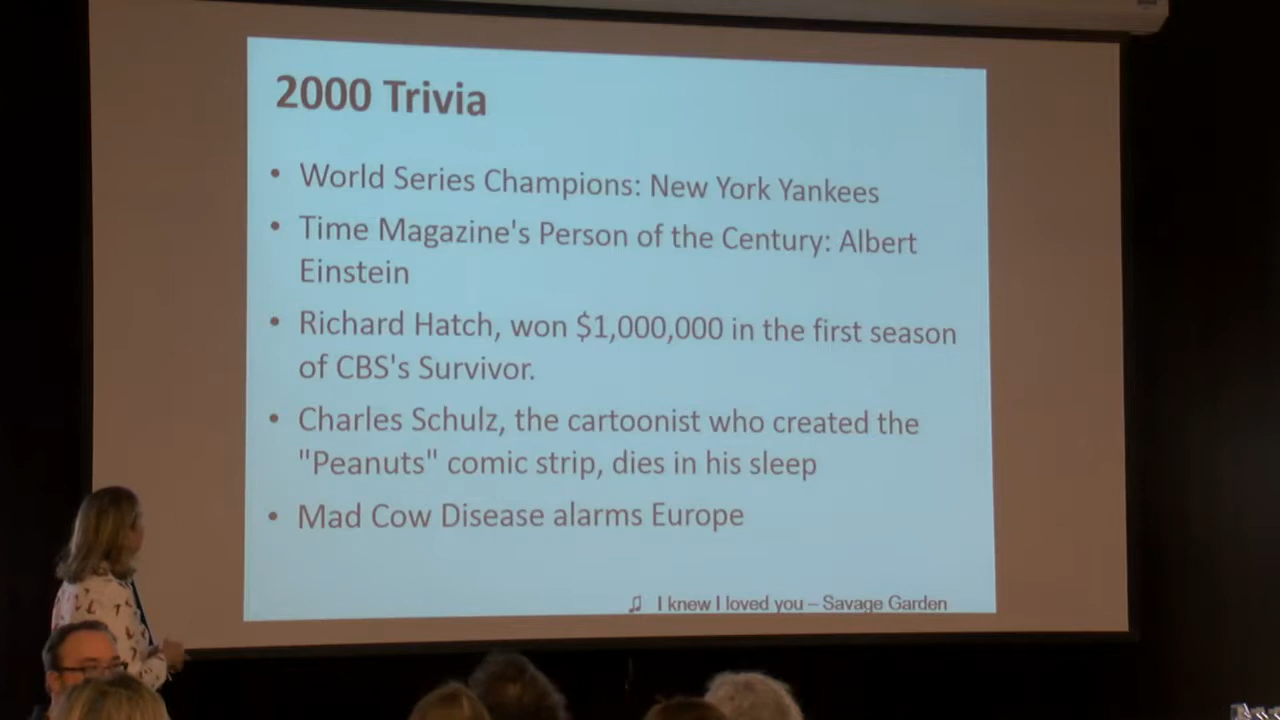 2000 Trivia
• World Series Champions: New York Yankees
• Time Magazine's Person of the Century: Albert
Einstein
• Richard Hatch, won $1,000,000 in the first season
of CBS's Survivor.
• Charles Schulz, the cartoonist who created the
"Peanuts" comic strip, dies in his sleep
• Mad Cow Disease alarms Europe
♫ I knew I loved you – Savage Garden